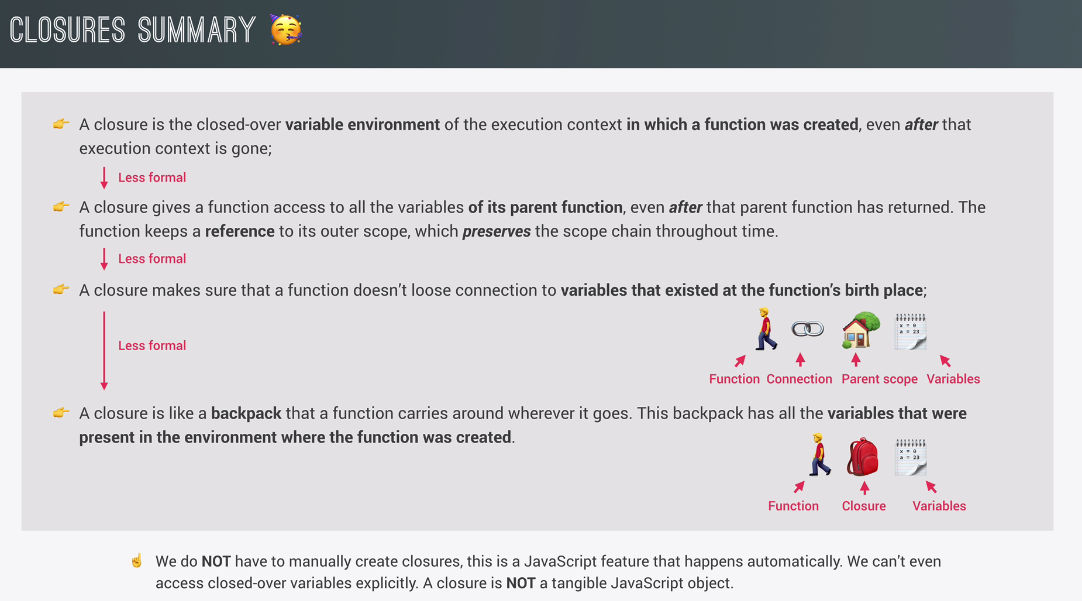 CLOSURES SUMMARY 🥳
👉 A closure is the closed-over variable environment of the execution context in which a function was created, even after that
execution context is gone;
Less formal
👉 A closure gives a function access to all the variables of its parent function, even after that parent function has returned. The
function keeps a reference to its outer scope, which preserves the scope chain throughout time.
Less formal
👉 A closure makes sure that a function doesn’t loose connection to variables that existed at the function’s birth place;
x = 0
a = 23
Less formal
Function Connection Parent scope Variables
👉 A closure is like a backpack that a function carries around wherever it goes. This backpack has all the variables that were
present in the environment where the function was created.
x = 0
a = 23
Function Closure Variables
☝️ We do NOT have to manually create closures, this is a JavaScript feature that happens automatically. We can’t even
access closed-over variables explicitly. A closure is NOT a tangible JavaScript object.